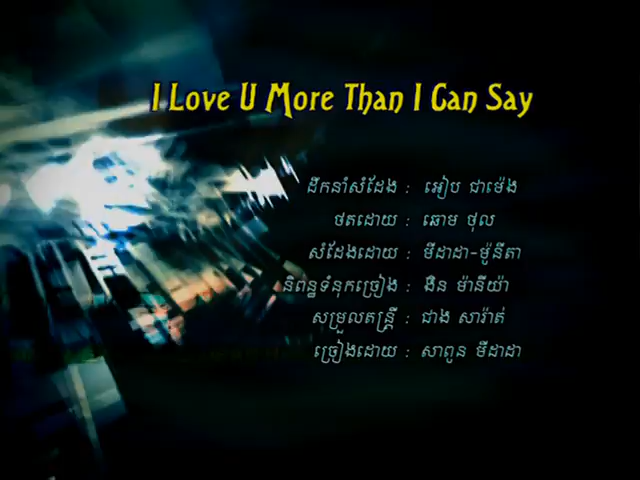 I Love U More Than I Can Say
ដឹកនាំសំដែង : អៀប ជាម៉េង
ថតដោយ : ឆោម ថុល
សំដែងដោយ : មីដាដា-ម៉ូនីតា
និពន្ឋទំនុកច្រៀង : ងិន ម៉ានីយ៉ា
សម្រួលតន្ត្រី : ជាង សារ៉ាត់
ច្រៀងដោយ : សាពូន មីដាដា